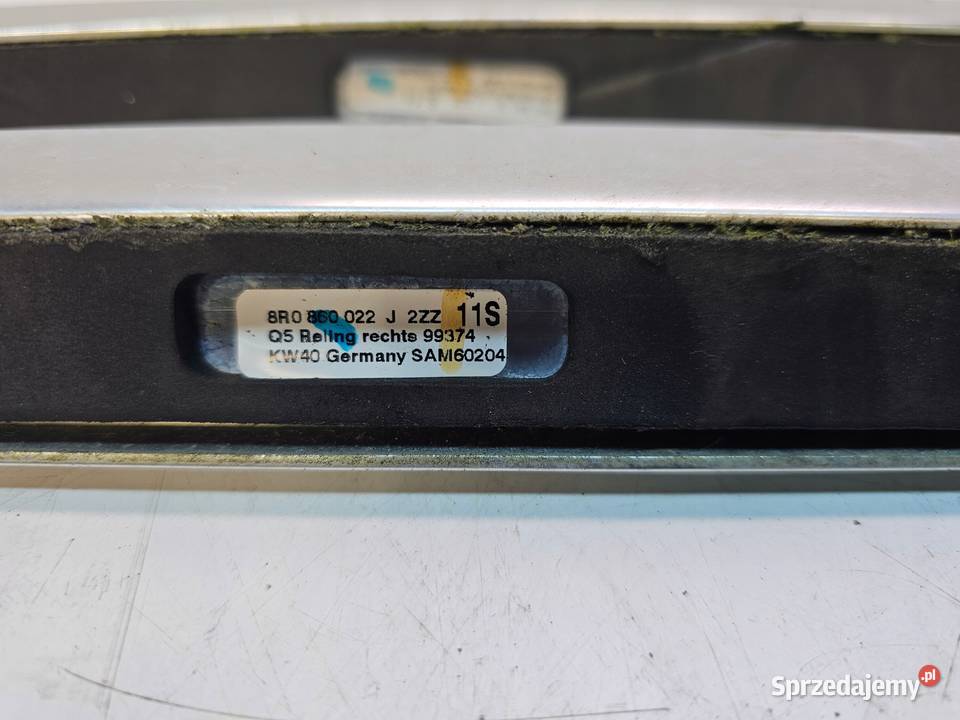 8R0 860 022 J 2ZZ 11S
Q5 Reling rechts 99374
KW40 Germany SAM60204
Sprzedajemy.pl